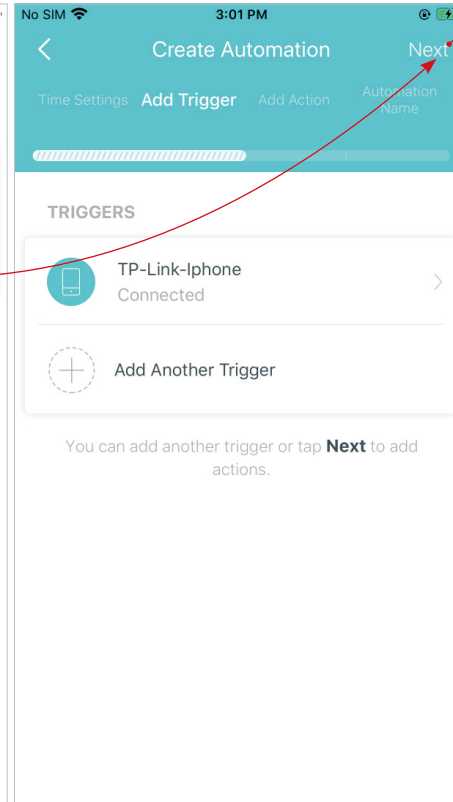 No SIM 3:01 PM
Create Automation Next
Time Settings Add Trigger Add Action Automation Name
TRIGGERS
TP-Link-Iphone
Connected
Add Another Trigger
You can add another trigger or tap Next to add
actions.